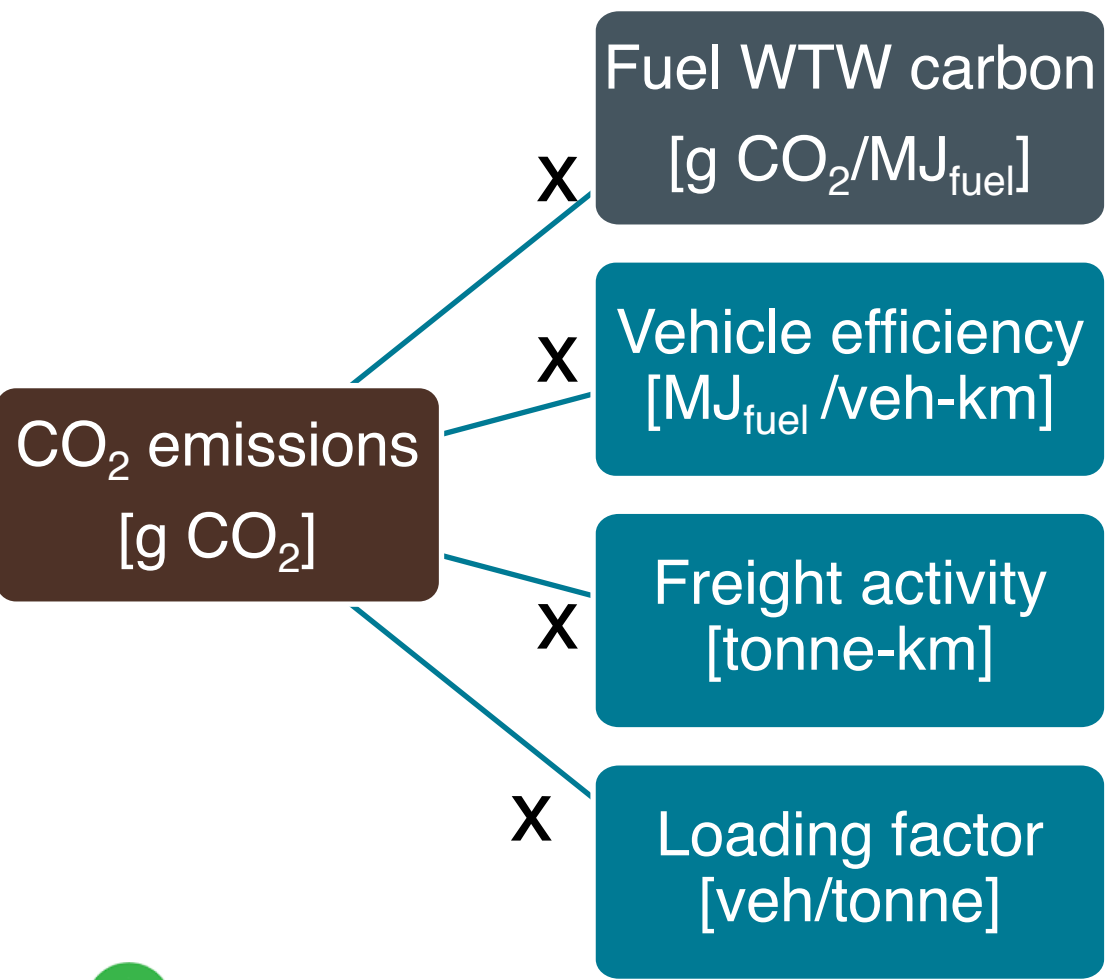 Fuel WTW carbon
[g CO₂/MJfuel]
X
Vehicle efficiency
[MJfuel /veh-km]
X
CO₂ emissions
[g CO₂]
Freight activity
[tonne-km]
X
Loading factor
[veh/tonne]
X